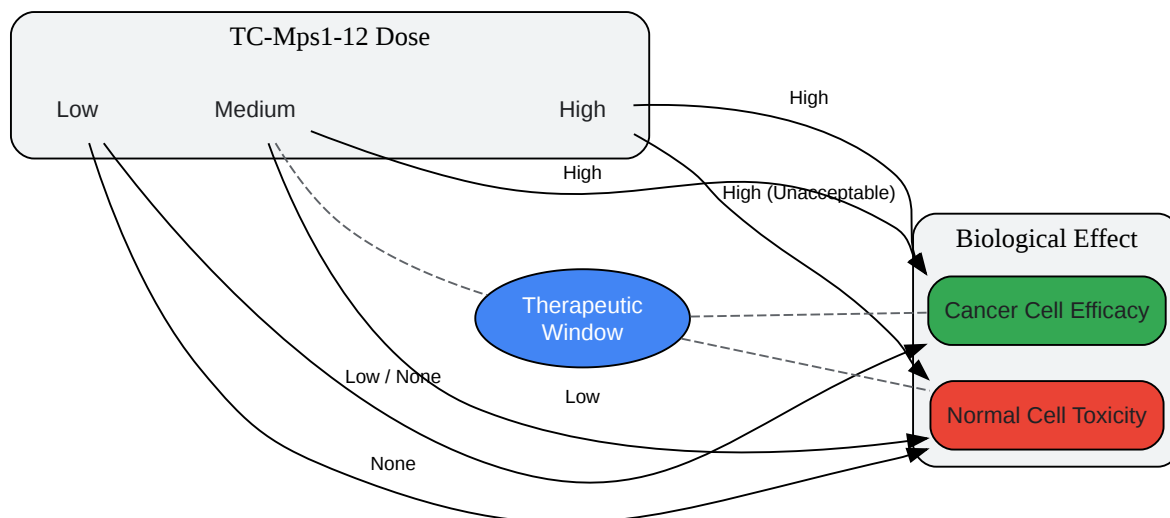 TC-Mps1-12 Dose
Low
Medium
High
High
High
High (Unacceptable)
Biological Effect
Cancer Cell Efficacy
Therapeutic
Window
Low / None
Low
Normal Cell Toxicity
None